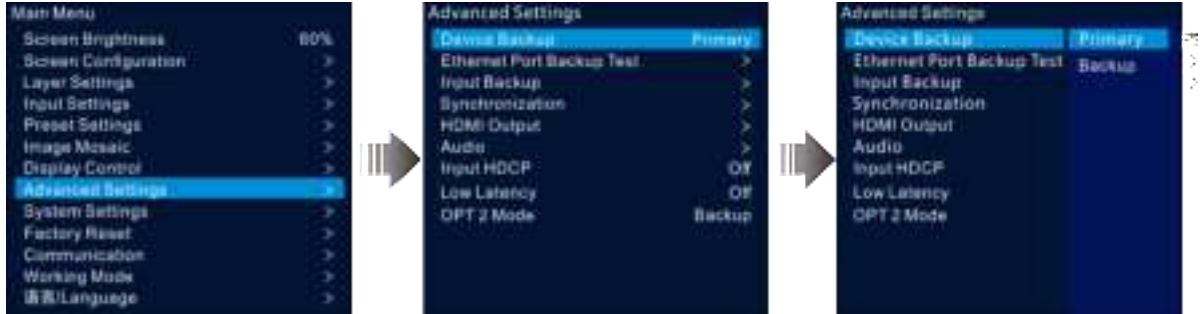 Main Menu
Screen Brightness 60%
Screen Configuration >
Layer Settings >
Input Settings >
Preset Settings >
Image Mosaic >
Display Control >
Advanced Settings >
System Settings >
Factory Reset >
Communication >
Working Mode >
语言/Language >
Advanced Settings
Device Backup Primary
Ethernet Port Backup Test >
Input Backup >
Synchronization >
HDMI Output >
Audio >
Input HDCP Off
Low Latency Off
OPT 2 Mode Backup
Advanced Settings
Device Backup Primary
Ethernet Port Backup Test Backup
Input Backup
Synchronization
HDMI Output
Audio
Input HDCP
Low Latency
OPT 2 Mode